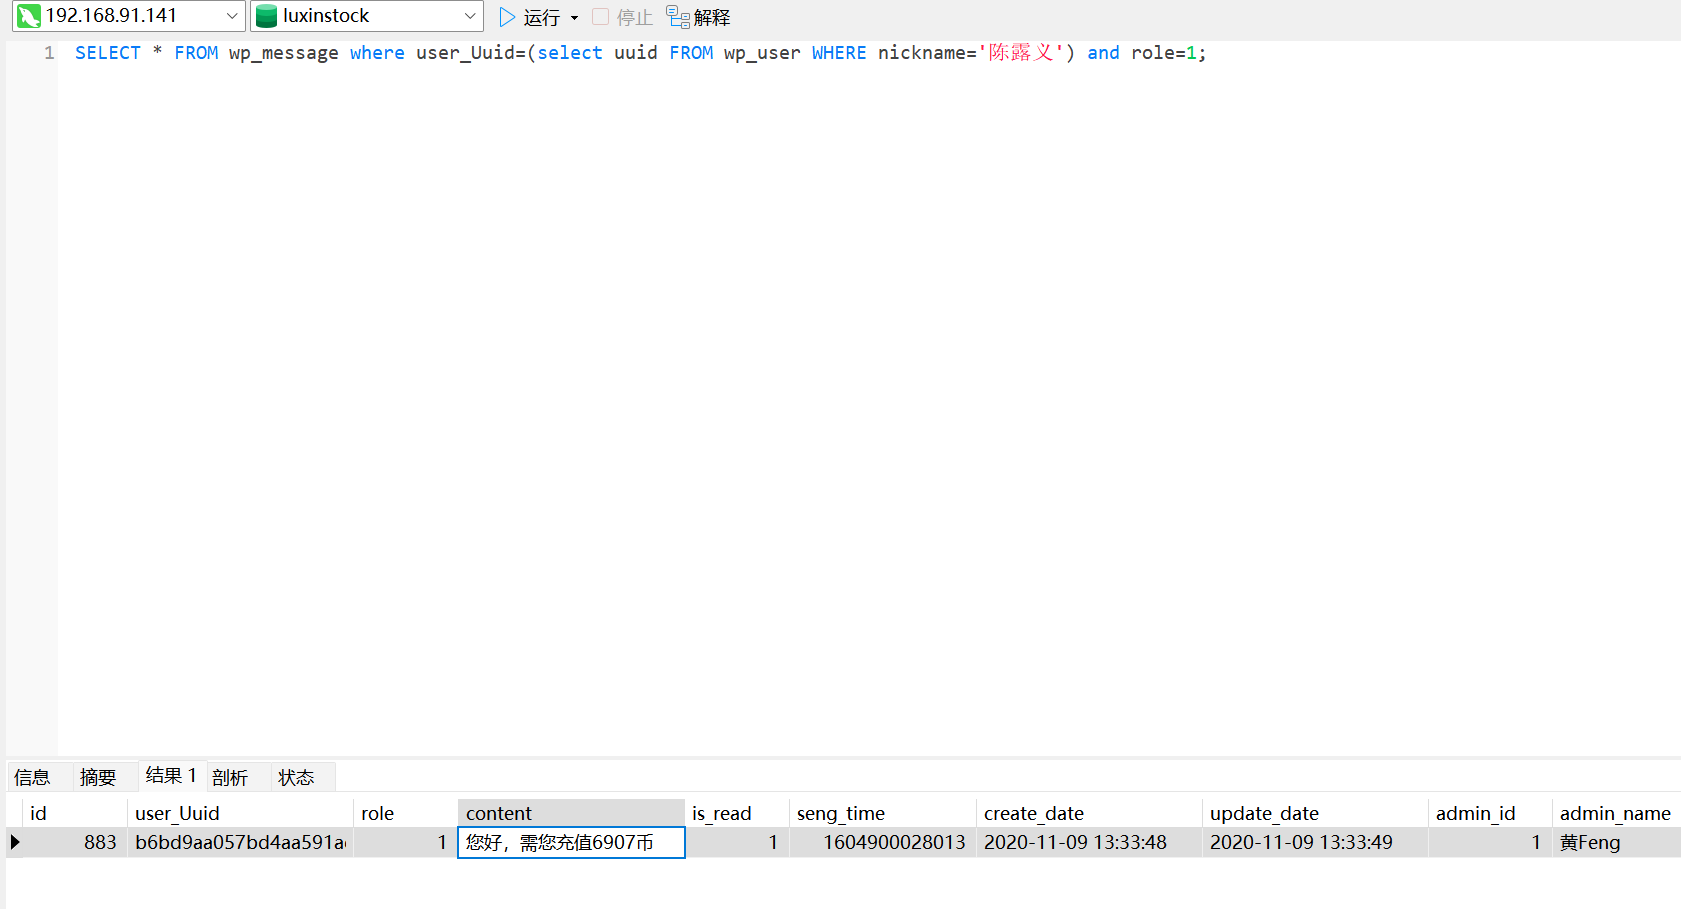 192.168.91.141 luxinstock 运行 停止 解释
1 SELECT * FROM wp_message where user_Uuid=(select uuid FROM wp_user WHERE nickname='陈露义') and role=1;
信息 摘要 结果 1 剖析 状态
id user_Uuid role content is_read seng_time create_date update_date admin_id admin_name
883 b6bd9aa057bd4aa591a 1 您好，需您充值6907币 1 1604900028013 2020-11-09 13:33:48 2020-11-09 13:33:49 1 黄Feng